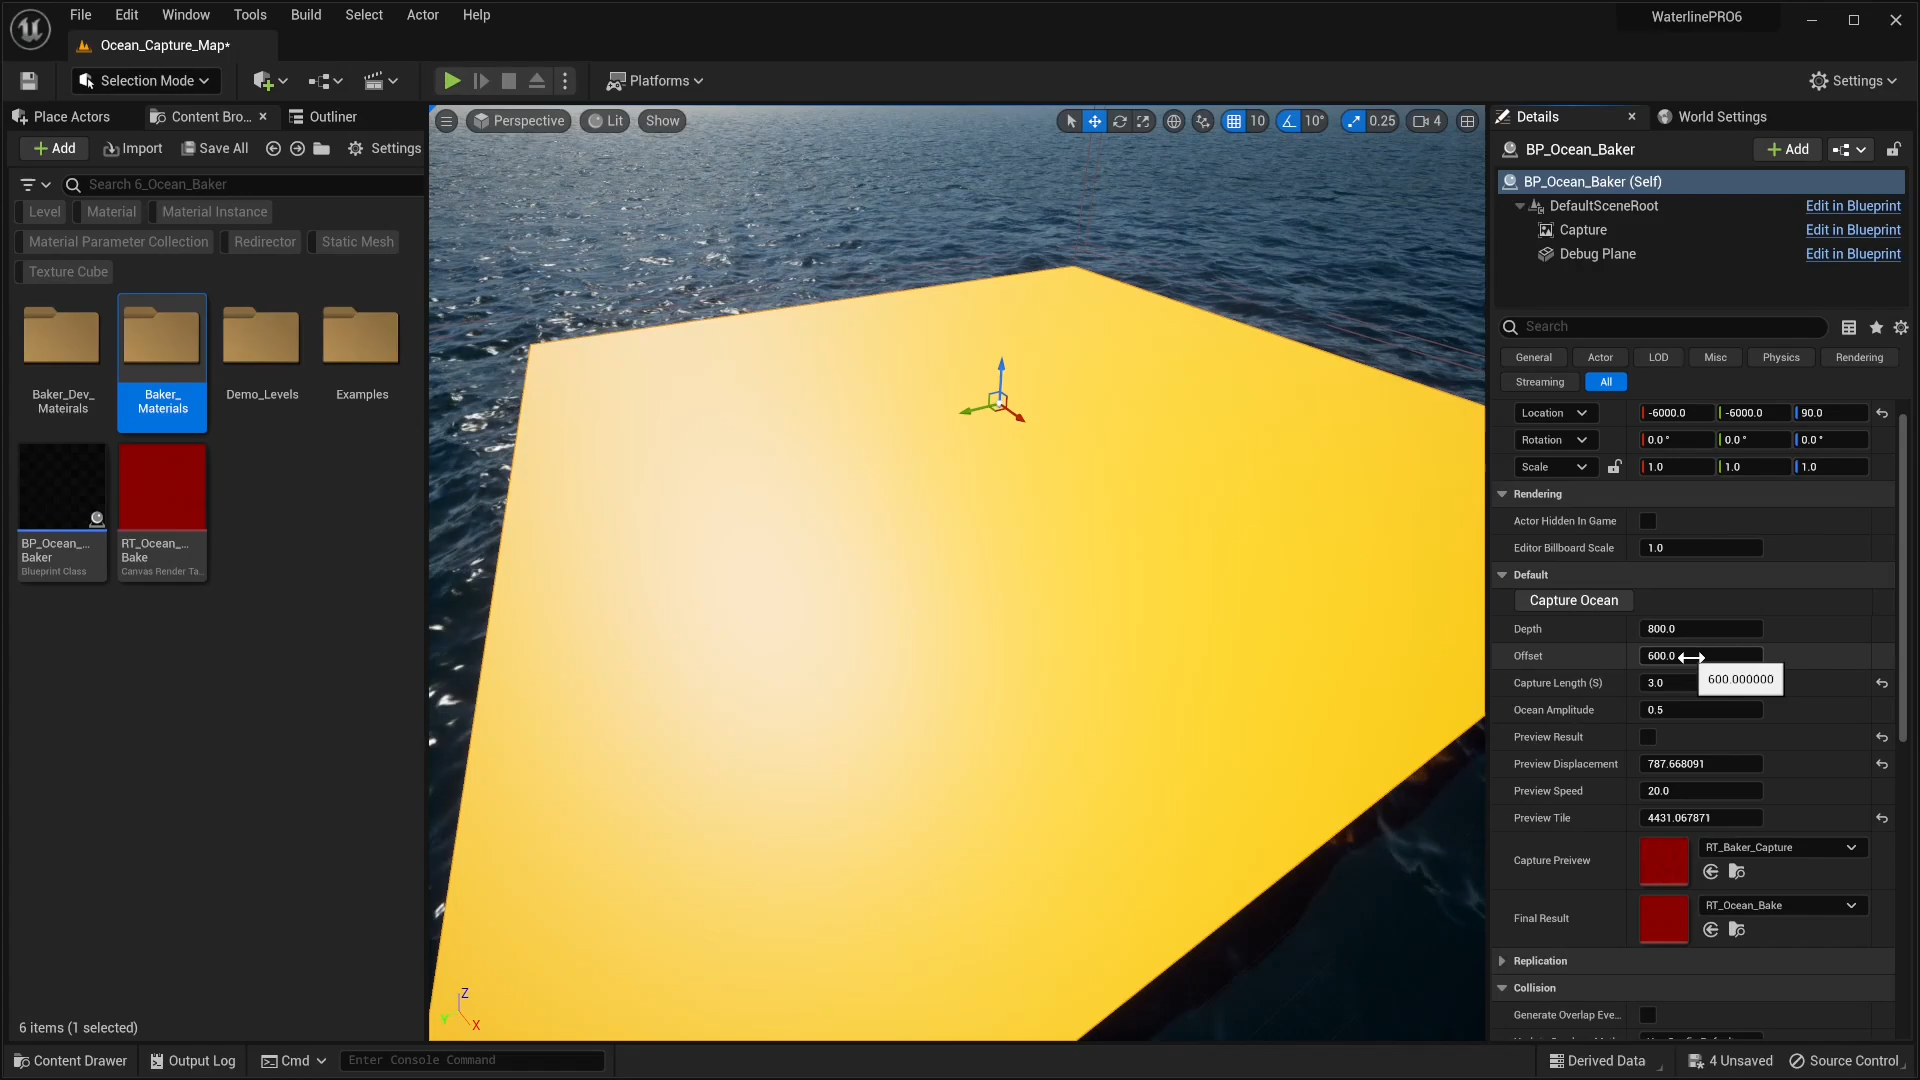 File Edit Window Tools Build Select Actor Help
WaterlinePRO6
Ocean_Capture_Map*
Selection Mode
Platforms
Settings
Place Actors
Content Bro...
Outliner
Add
Import
Save All
Settings
Search 6_Ocean_Baker
Level
Material
Material Instance
Material Parameter Collection
Redirector
Static Mesh
Texture Cube
Baker_Dev_
Mateirals
Baker_
Materials
Demo_Levels
Examples
BP_Ocean_...
Baker
Blueprint Class
RT_Ocean_...
Bake
Canvas Render Ta...
6 items (1 selected)
Perspective
Lit
Show
10
10°
0.25
4
Z
Y
X
Details
World Settings
BP_Ocean_Baker
Add
BP_Ocean_Baker (Self)
DefaultSceneRoot
Edit in Blueprint
Capture
Edit in Blueprint
Debug Plane
Edit in Blueprint
Search
General
Actor
LOD
Misc
Physics
Rendering
Streaming
All
Location
-6000.0
-6000.0
90.0
Rotation
0.0 °
0.0 °
0.0 °
Scale
1.0
1.0
1.0
Rendering
Actor Hidden In Game
Editor Billboard Scale
1.0
Default
Capture Ocean
Depth
800.0
Offset
600.0
600.000000
Capture Length (S)
3.0
Ocean Amplitude
0.5
Preview Result
Preview Displacement
787.668091
Preview Speed
20.0
Preview Tile
4431.067871
Capture Preivew
RT_Baker_Capture
Final Result
RT_Ocean_Bake
Replication
Collision
Generate Overlap Eve...
Content Drawer
Output Log
Cmd
Enter Console Command
Derived Data
4 Unsaved
Source Control